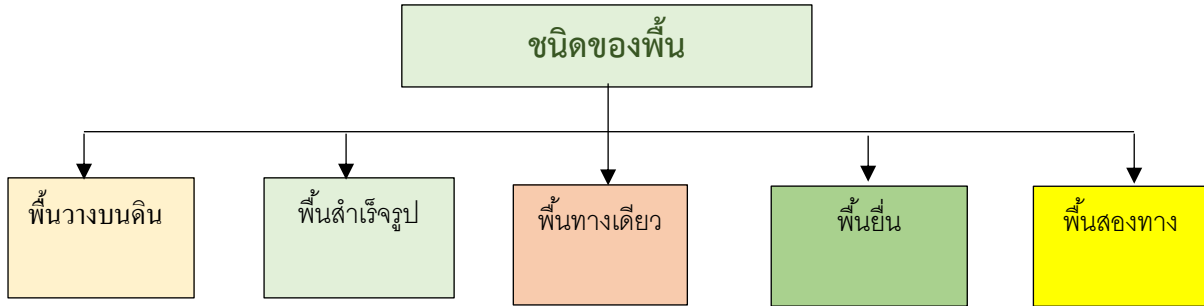 ชนิดของพื้น
พื้นวางบนดิน
พื้นสำเร็จรูป
พื้นทางเดียว
พื้นยื่น
พื้นสองทาง